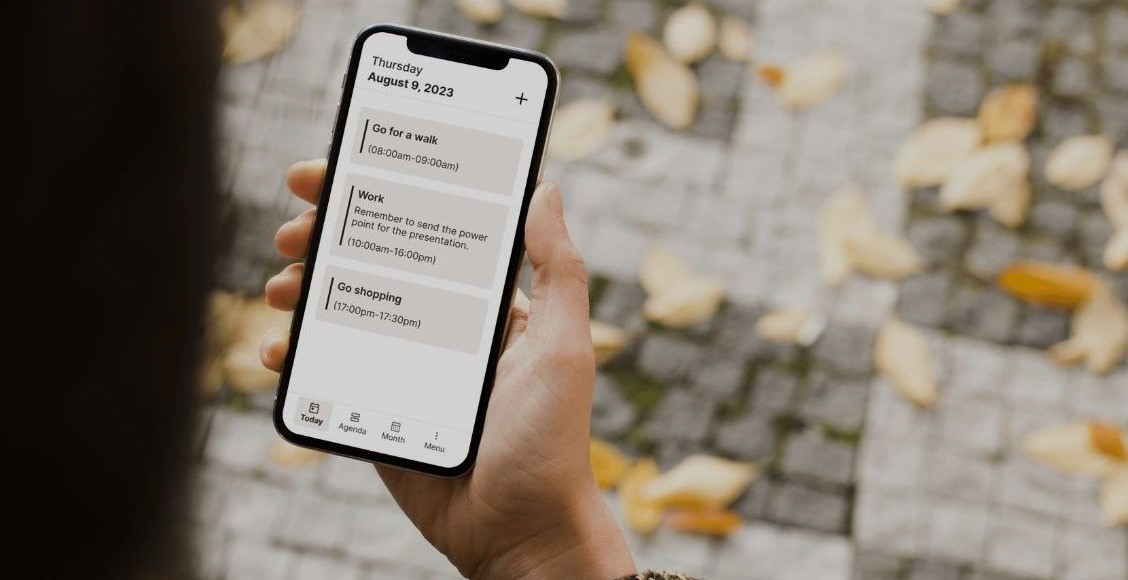 Thursday
August 9, 2023
+
Go for a walk
(08:00am-09:00am)
Work
Remember to send the power
point for the presentation.
(10:00am-16:00pm)
Go shopping
(17:00pm-17:30pm)
Today
Agenda
Month
Menu